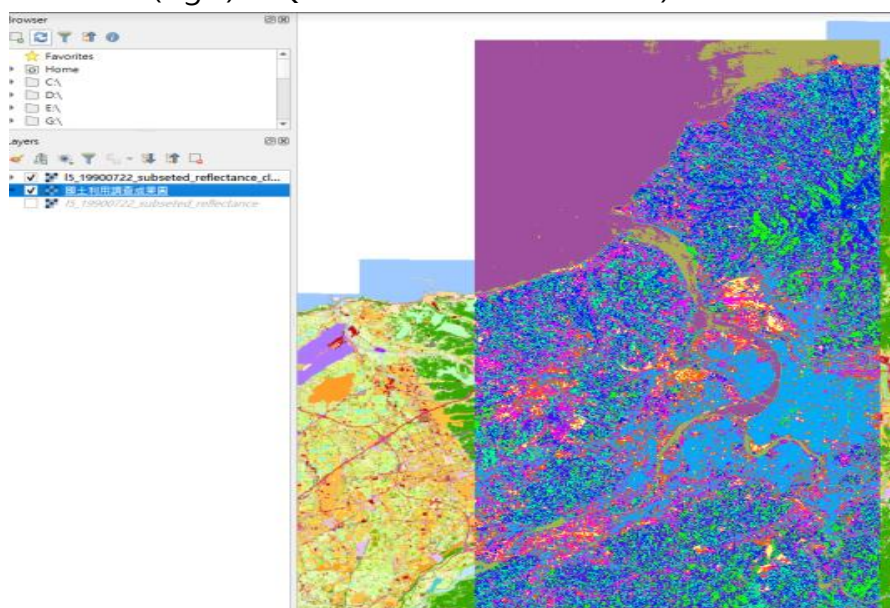 Browser
Favorites
Home
C:\
D:\
E:\
G:\
Layers
l5_19900722_subseted_reflectance_cl...
國土利用調查成果圖
l5_19900722_subseted_reflectance